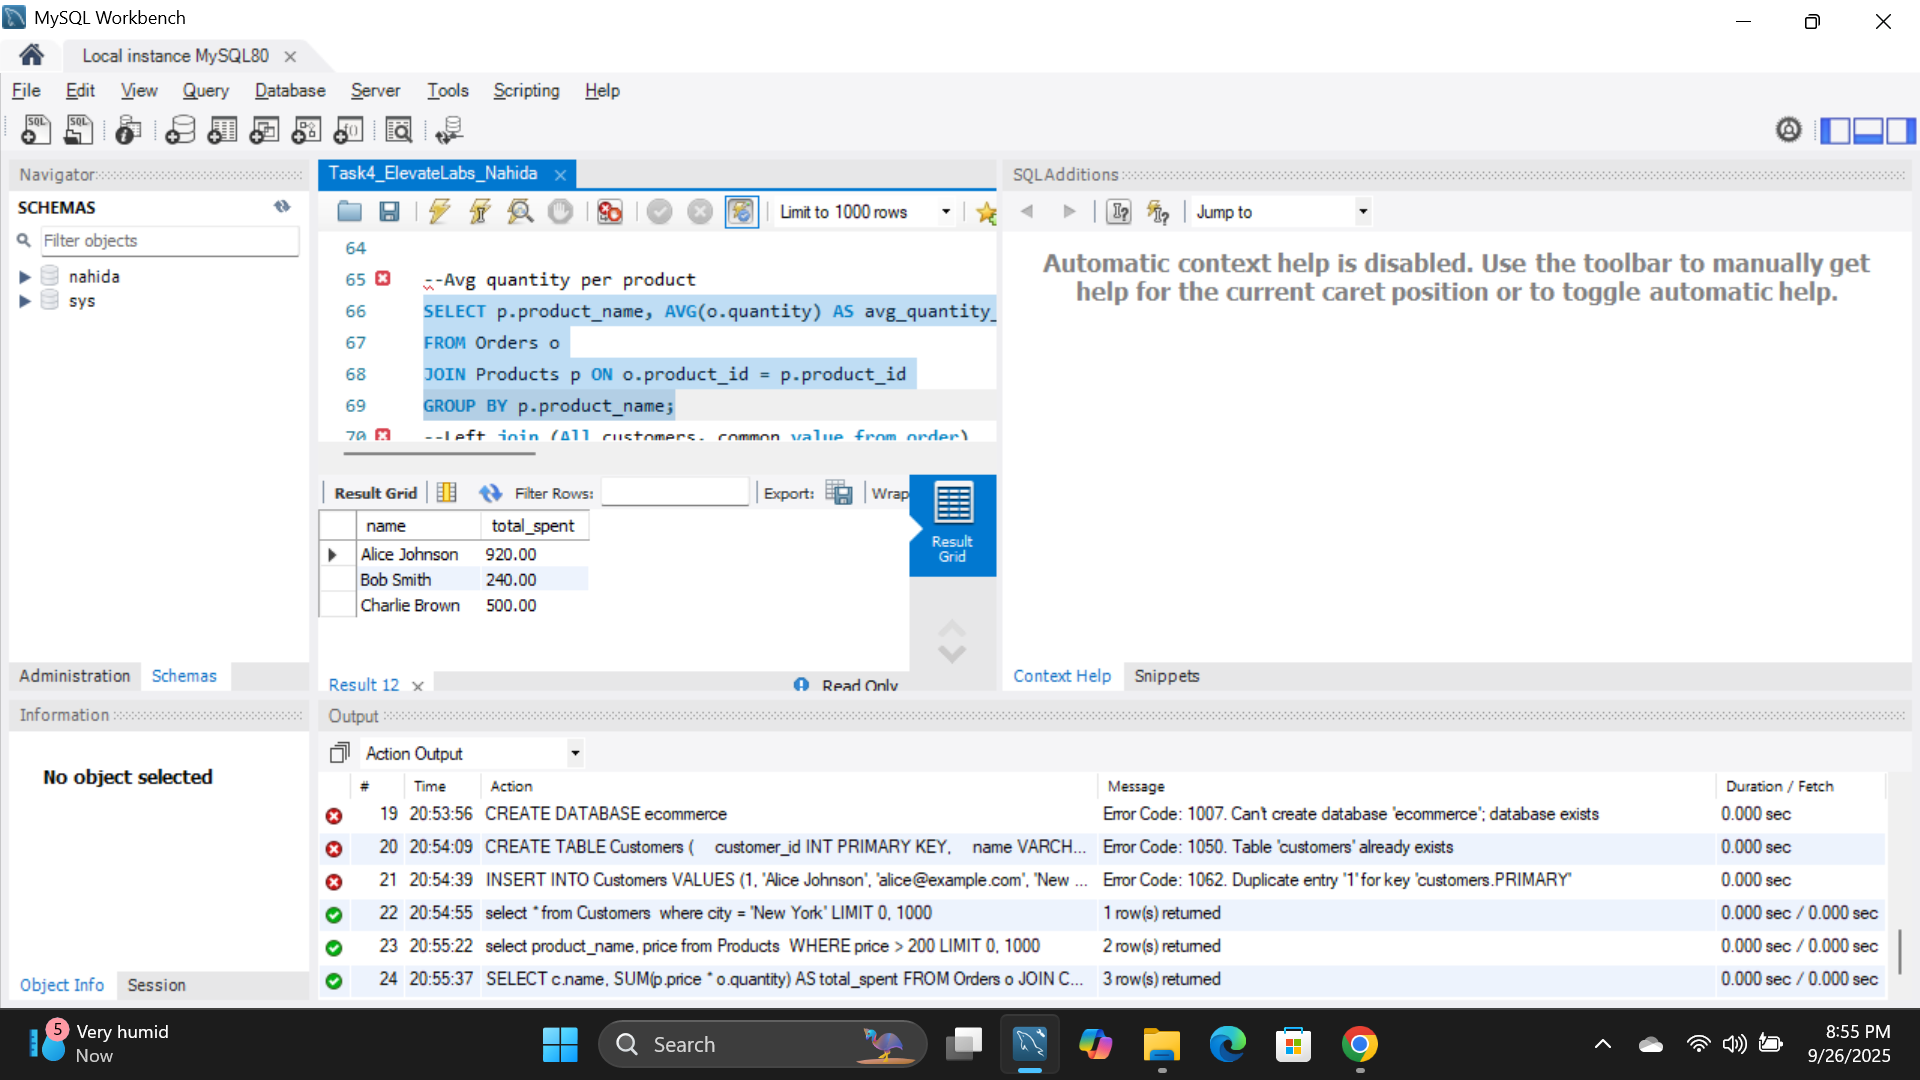 MySQL Workbench
Local instance MySQL80
File Edit View Query Database Server Tools Scripting Help
Navigator
SCHEMAS
Filter objects
nahida
sys
Administration Schemas
Information
No object selected
Object Info Session
Task4_ElevateLabs_Nahida
Limit to 1000 rows
64
65 --Avg quantity per product
66 SELECT p.product_name, AVG(o.quantity) AS avg_quantity_
67 FROM Orders o
68 JOIN Products p ON o.product_id = p.product_id
69 GROUP BY p.product_name;
70 --Left join (All customers, common value from order)
Result Grid Filter Rows: Export: Wrap
name total_spent
Alice Johnson 920.00
Bob Smith 240.00
Charlie Brown 500.00
Result
Grid
Result 12 Read Only
SQLAdditions
Jump to
Automatic context help is disabled. Use the toolbar to manually get
help for the current caret position or to toggle automatic help.
Context Help Snippets
Output
Action Output
# Time Action Message Duration / Fetch
19 20:53:56 CREATE DATABASE ecommerce Error Code: 1007. Can't create database 'ecommerce'; database exists 0.000 sec
20 20:54:09 CREATE TABLE Customers ( customer_id INT PRIMARY KEY, name VARCH... Error Code: 1050. Table 'customers' already exists 0.000 sec
21 20:54:39 INSERT INTO Customers VALUES (1, 'Alice Johnson', 'alice@example.com', 'New ... Error Code: 1062. Duplicate entry '1' for key 'customers.PRIMARY' 0.000 sec
22 20:54:55 select * from Customers where city = 'New York' LIMIT 0, 1000 1 row(s) returned 0.000 sec / 0.000 sec
23 20:55:22 select product_name, price from Products WHERE price > 200 LIMIT 0, 1000 2 row(s) returned 0.000 sec / 0.000 sec
24 20:55:37 SELECT c.name, SUM(p.price * o.quantity) AS total_spent FROM Orders o JOIN C... 3 row(s) returned 0.000 sec / 0.000 sec
5
Very humid
Now
Search
8:55 PM
9/26/2025